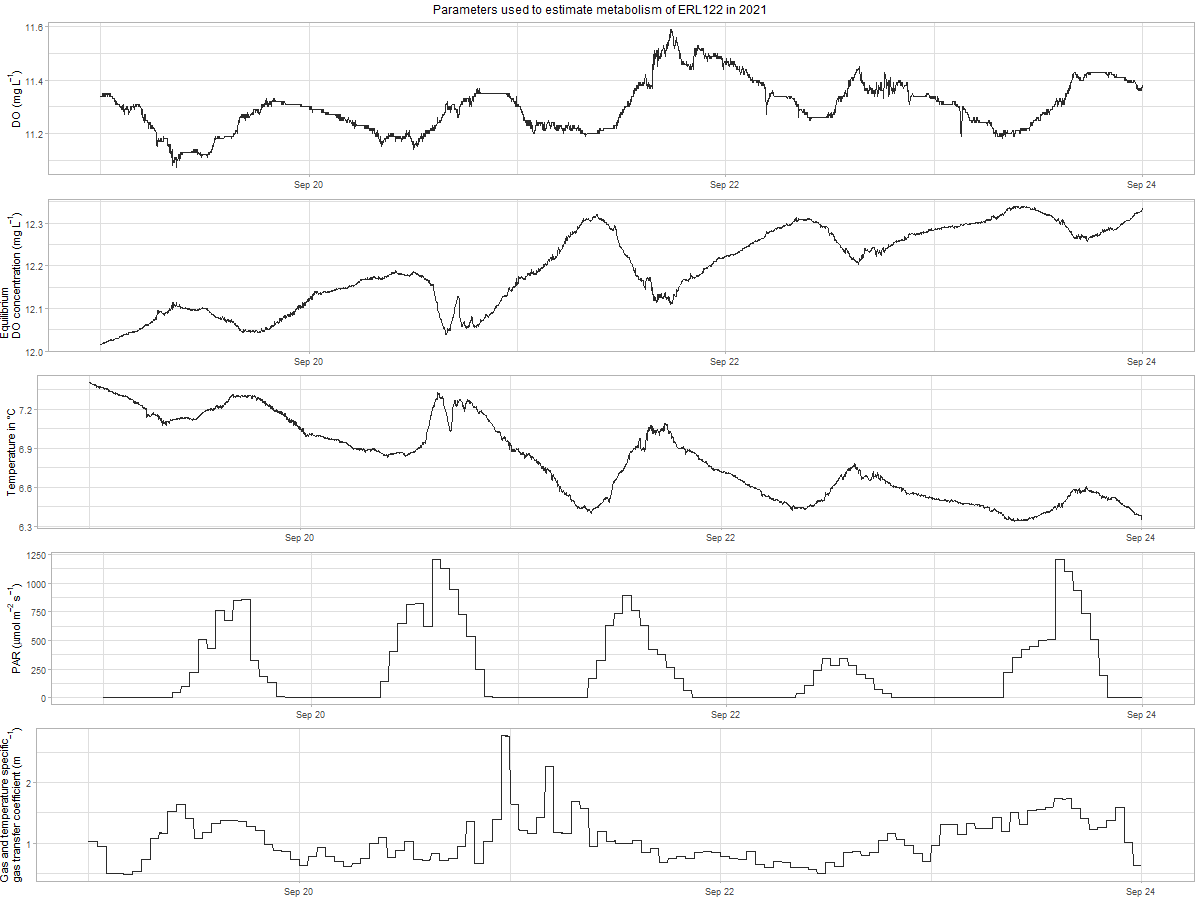 Parameters used to estimate metabolism of ERL122 in 2021
DO (mg L⁻¹)
11.6
11.4
11.2
Sep 20
Sep 22
Sep 24
Equilibrium
DO concentration (mg L⁻¹)
12.3
12.2
12.1
12.0
Sep 20
Sep 22
Sep 24
Temperature in °C
7.2
6.9
6.6
6.3
Sep 20
Sep 22
Sep 24
PAR (umol m⁻² s⁻¹)
1250
1000
750
500
250
0
Sep 20
Sep 22
Sep 24
Gas and temperature specific
gas transfer coefficient (m⁻¹)
2
1
Sep 20
Sep 22
Sep 24